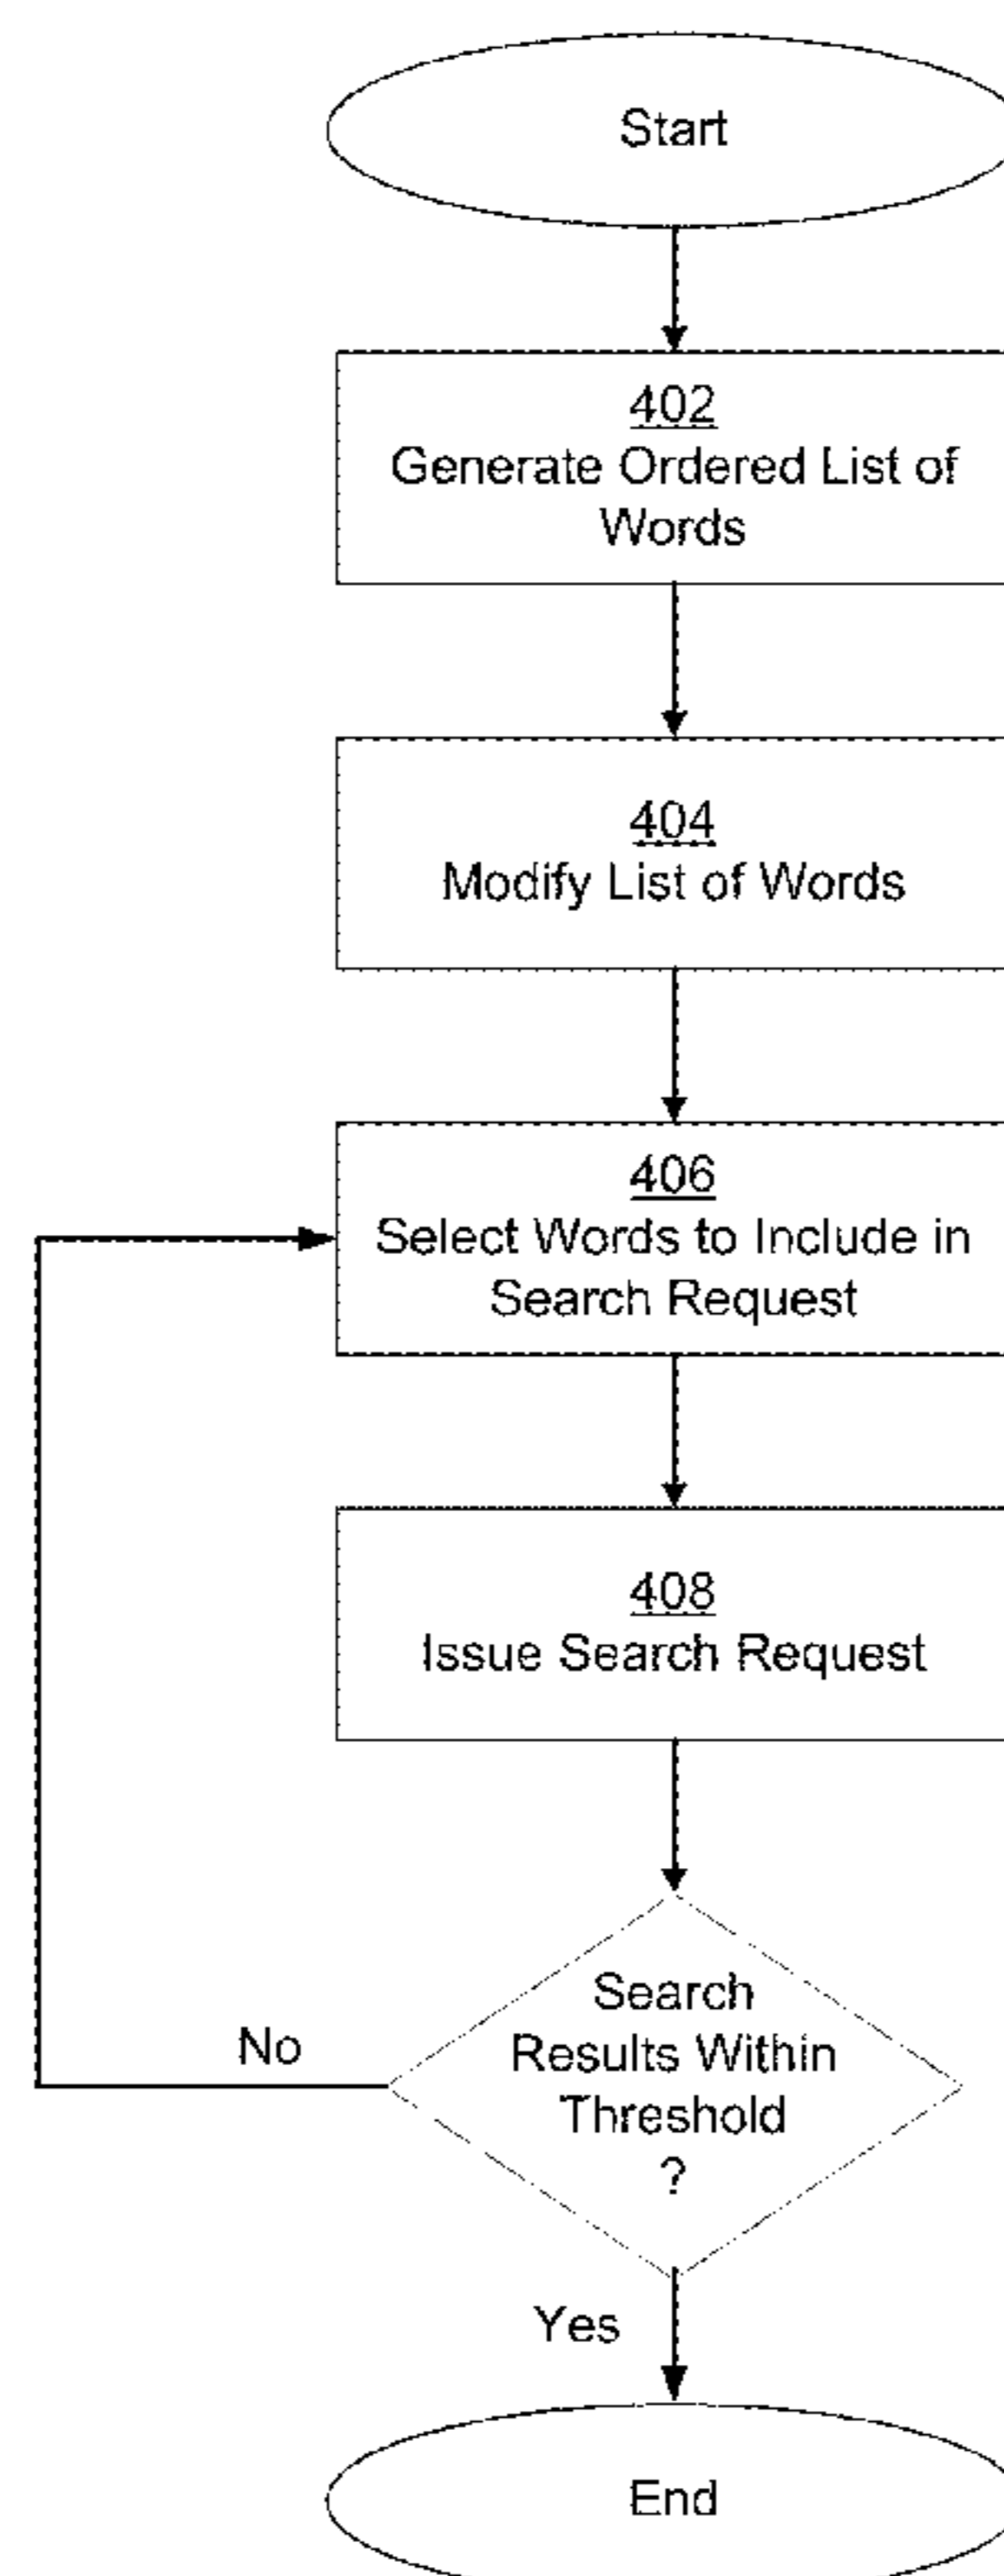 Start
402
Generate Ordered List of
Words
404
Modify List of Words
406
Select Words to Include in
Search Request
408
Issue Search Request
Search
Results Within
Threshold
?
No
Yes
End